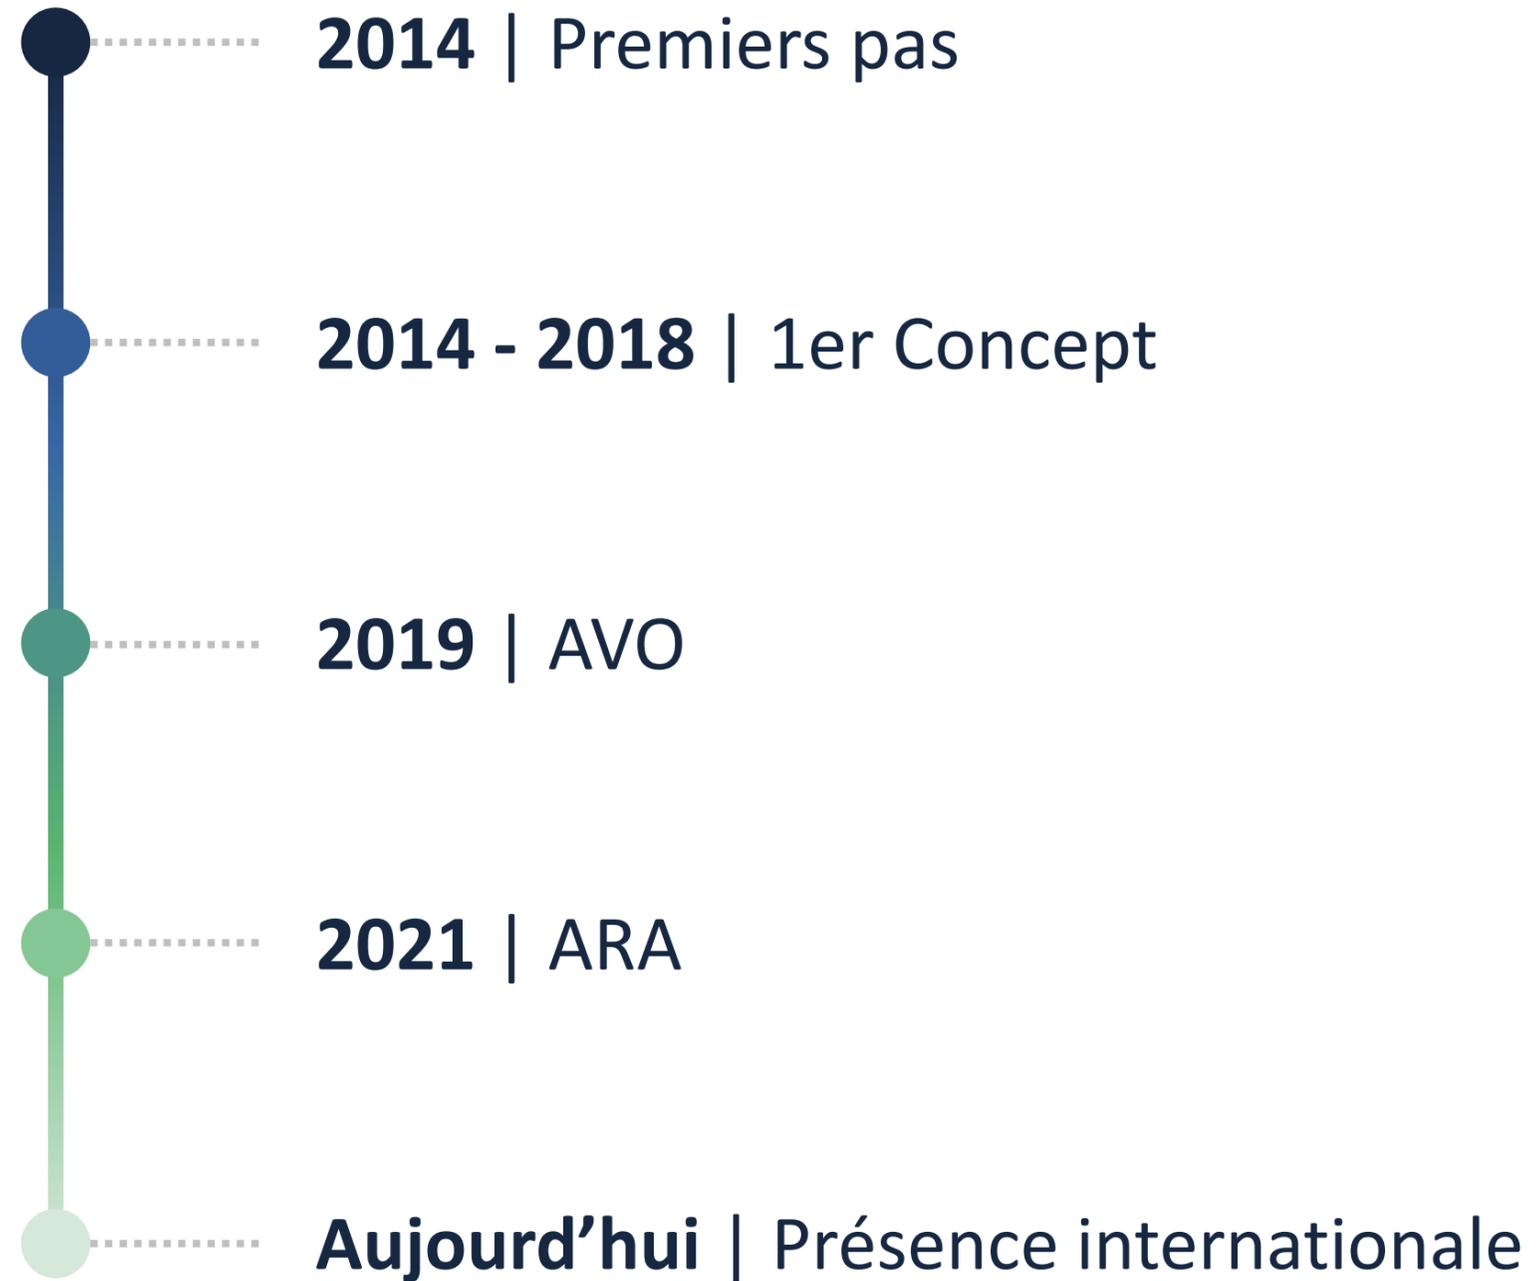 2014 | Premiers pas
2014 - 2018 | 1er Concept
2019 | AVO
2021 | ARA
Aujourd’hui | Présence internationale